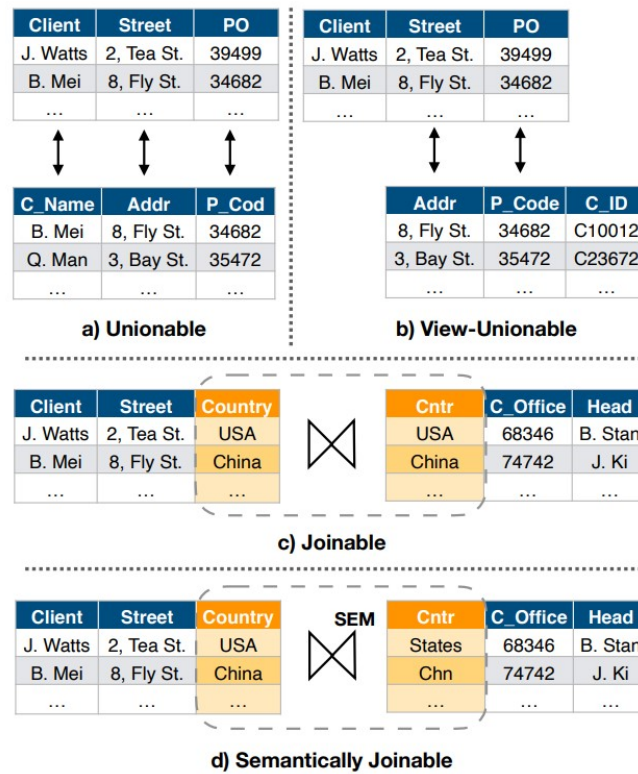 Client Street PO
J. Watts 2, Tea St. 39499
B. Mei 8, Fly St. 34682
... ... ...
C_Name Addr P_Cod
B. Mei 8, Fly St. 34682
Q. Man 3, Bay St. 35472
... ... ...
a) Unionable
Client Street PO
J. Watts 2, Tea St. 39499
B. Mei 8, Fly St. 34682
... ... ...
Addr P_Code C_ID
8, Fly St. 34682 C10012
3, Bay St. 35472 C23672
... ... ...
b) View-Unionable
Client Street Country
J. Watts 2, Tea St. USA
B. Mei 8, Fly St. China
... ... ...
Cntr C_Office Head
USA 68346 B. Stan
China 74742 J. Ki
... ... ...
c) Joinable
Client Street Country
J. Watts 2, Tea St. USA
B. Mei 8, Fly St. China
... ... ...
SEM
Cntr C_Office Head
States 68346 B. Stan
Chn 74742 J. Ki
... ... ...
d) Semantically Joinable